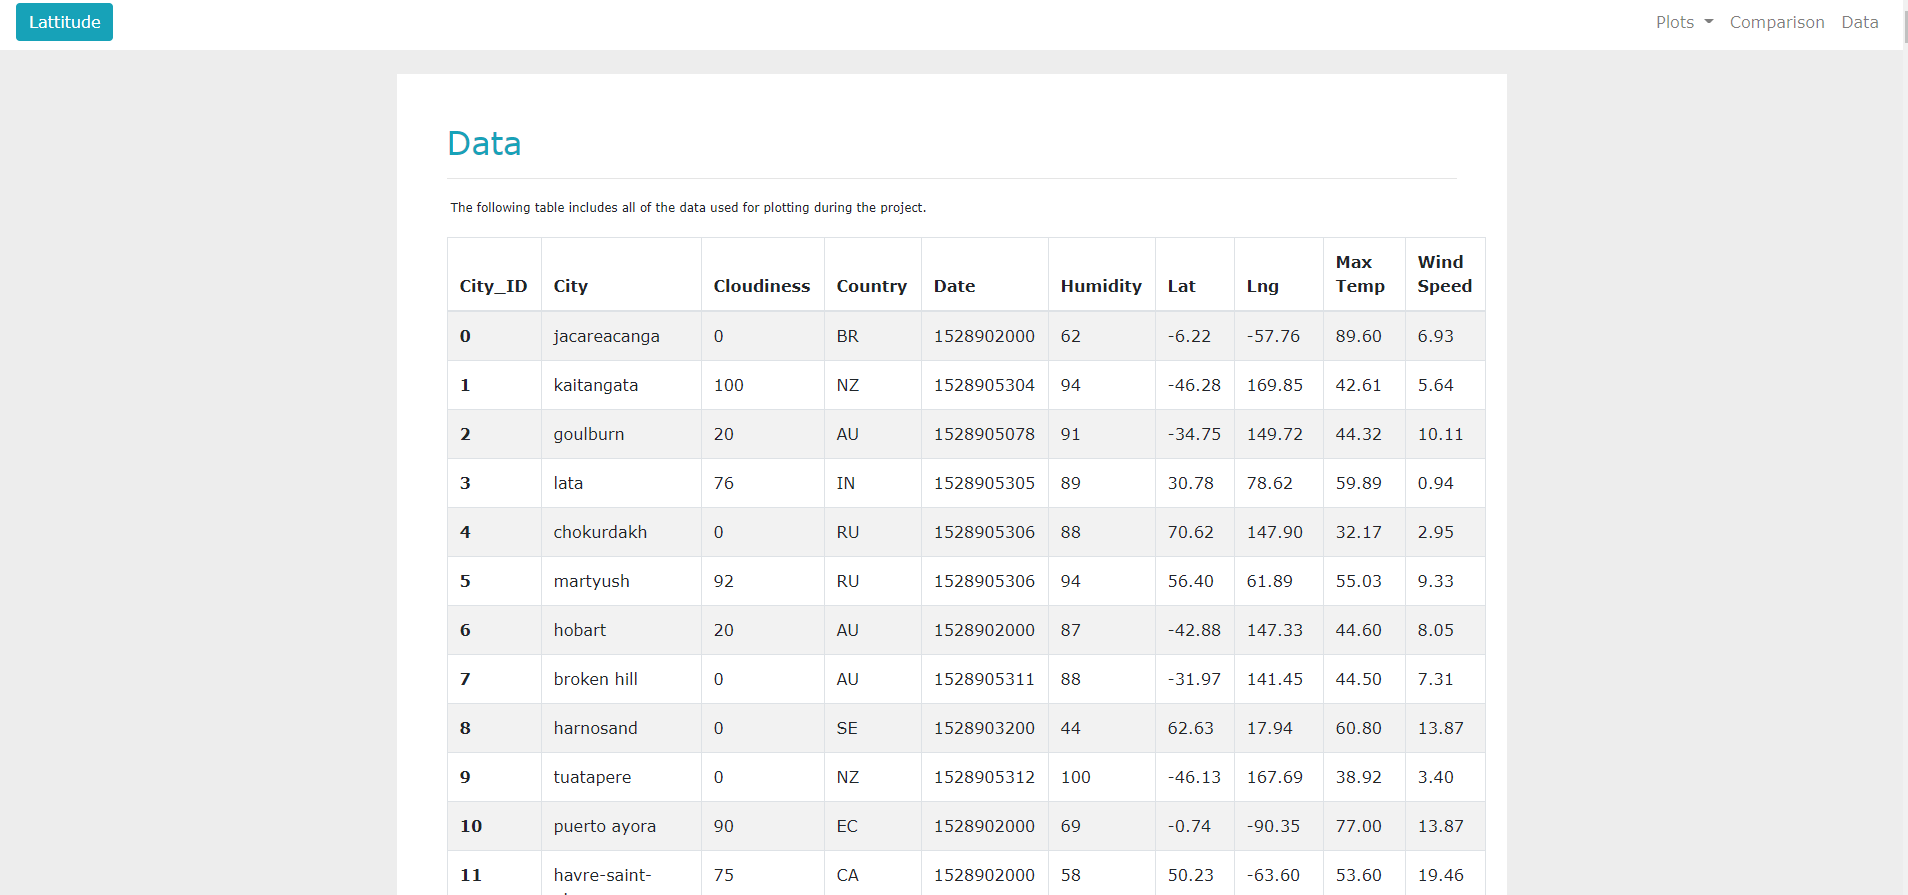 Lattitude Plots Comparison Data
Data
The following table includes all of the data used for plotting during the project.
City_ID City Cloudiness Country Date Humidity Lat Lng Max Temp Wind Speed
0 jacareacanga 0 BR 1528902000 62 -6.22 -57.76 89.60 6.93
1 kaitangata 100 NZ 1528905304 94 -46.28 169.85 42.61 5.64
2 goulburn 20 AU 1528905078 91 -34.75 149.72 44.32 10.11
3 lata 76 IN 1528905305 89 30.78 78.62 59.89 0.94
4 chokurdakh 0 RU 1528905306 88 70.62 147.90 32.17 2.95
5 martyush 92 RU 1528905306 94 56.40 61.89 55.03 9.33
6 hobart 20 AU 1528902000 87 -42.88 147.33 44.60 8.05
7 broken hill 0 AU 1528905311 88 -31.97 141.45 44.50 7.31
8 harnosand 0 SE 1528903200 44 62.63 17.94 60.80 13.87
9 tuatapere 0 NZ 1528905312 100 -46.13 167.69 38.92 3.40
10 puerto ayora 90 EC 1528902000 69 -0.74 -90.35 77.00 13.87
11 havre-saint- 75 CA 1528902000 58 50.23 -63.60 53.60 19.46